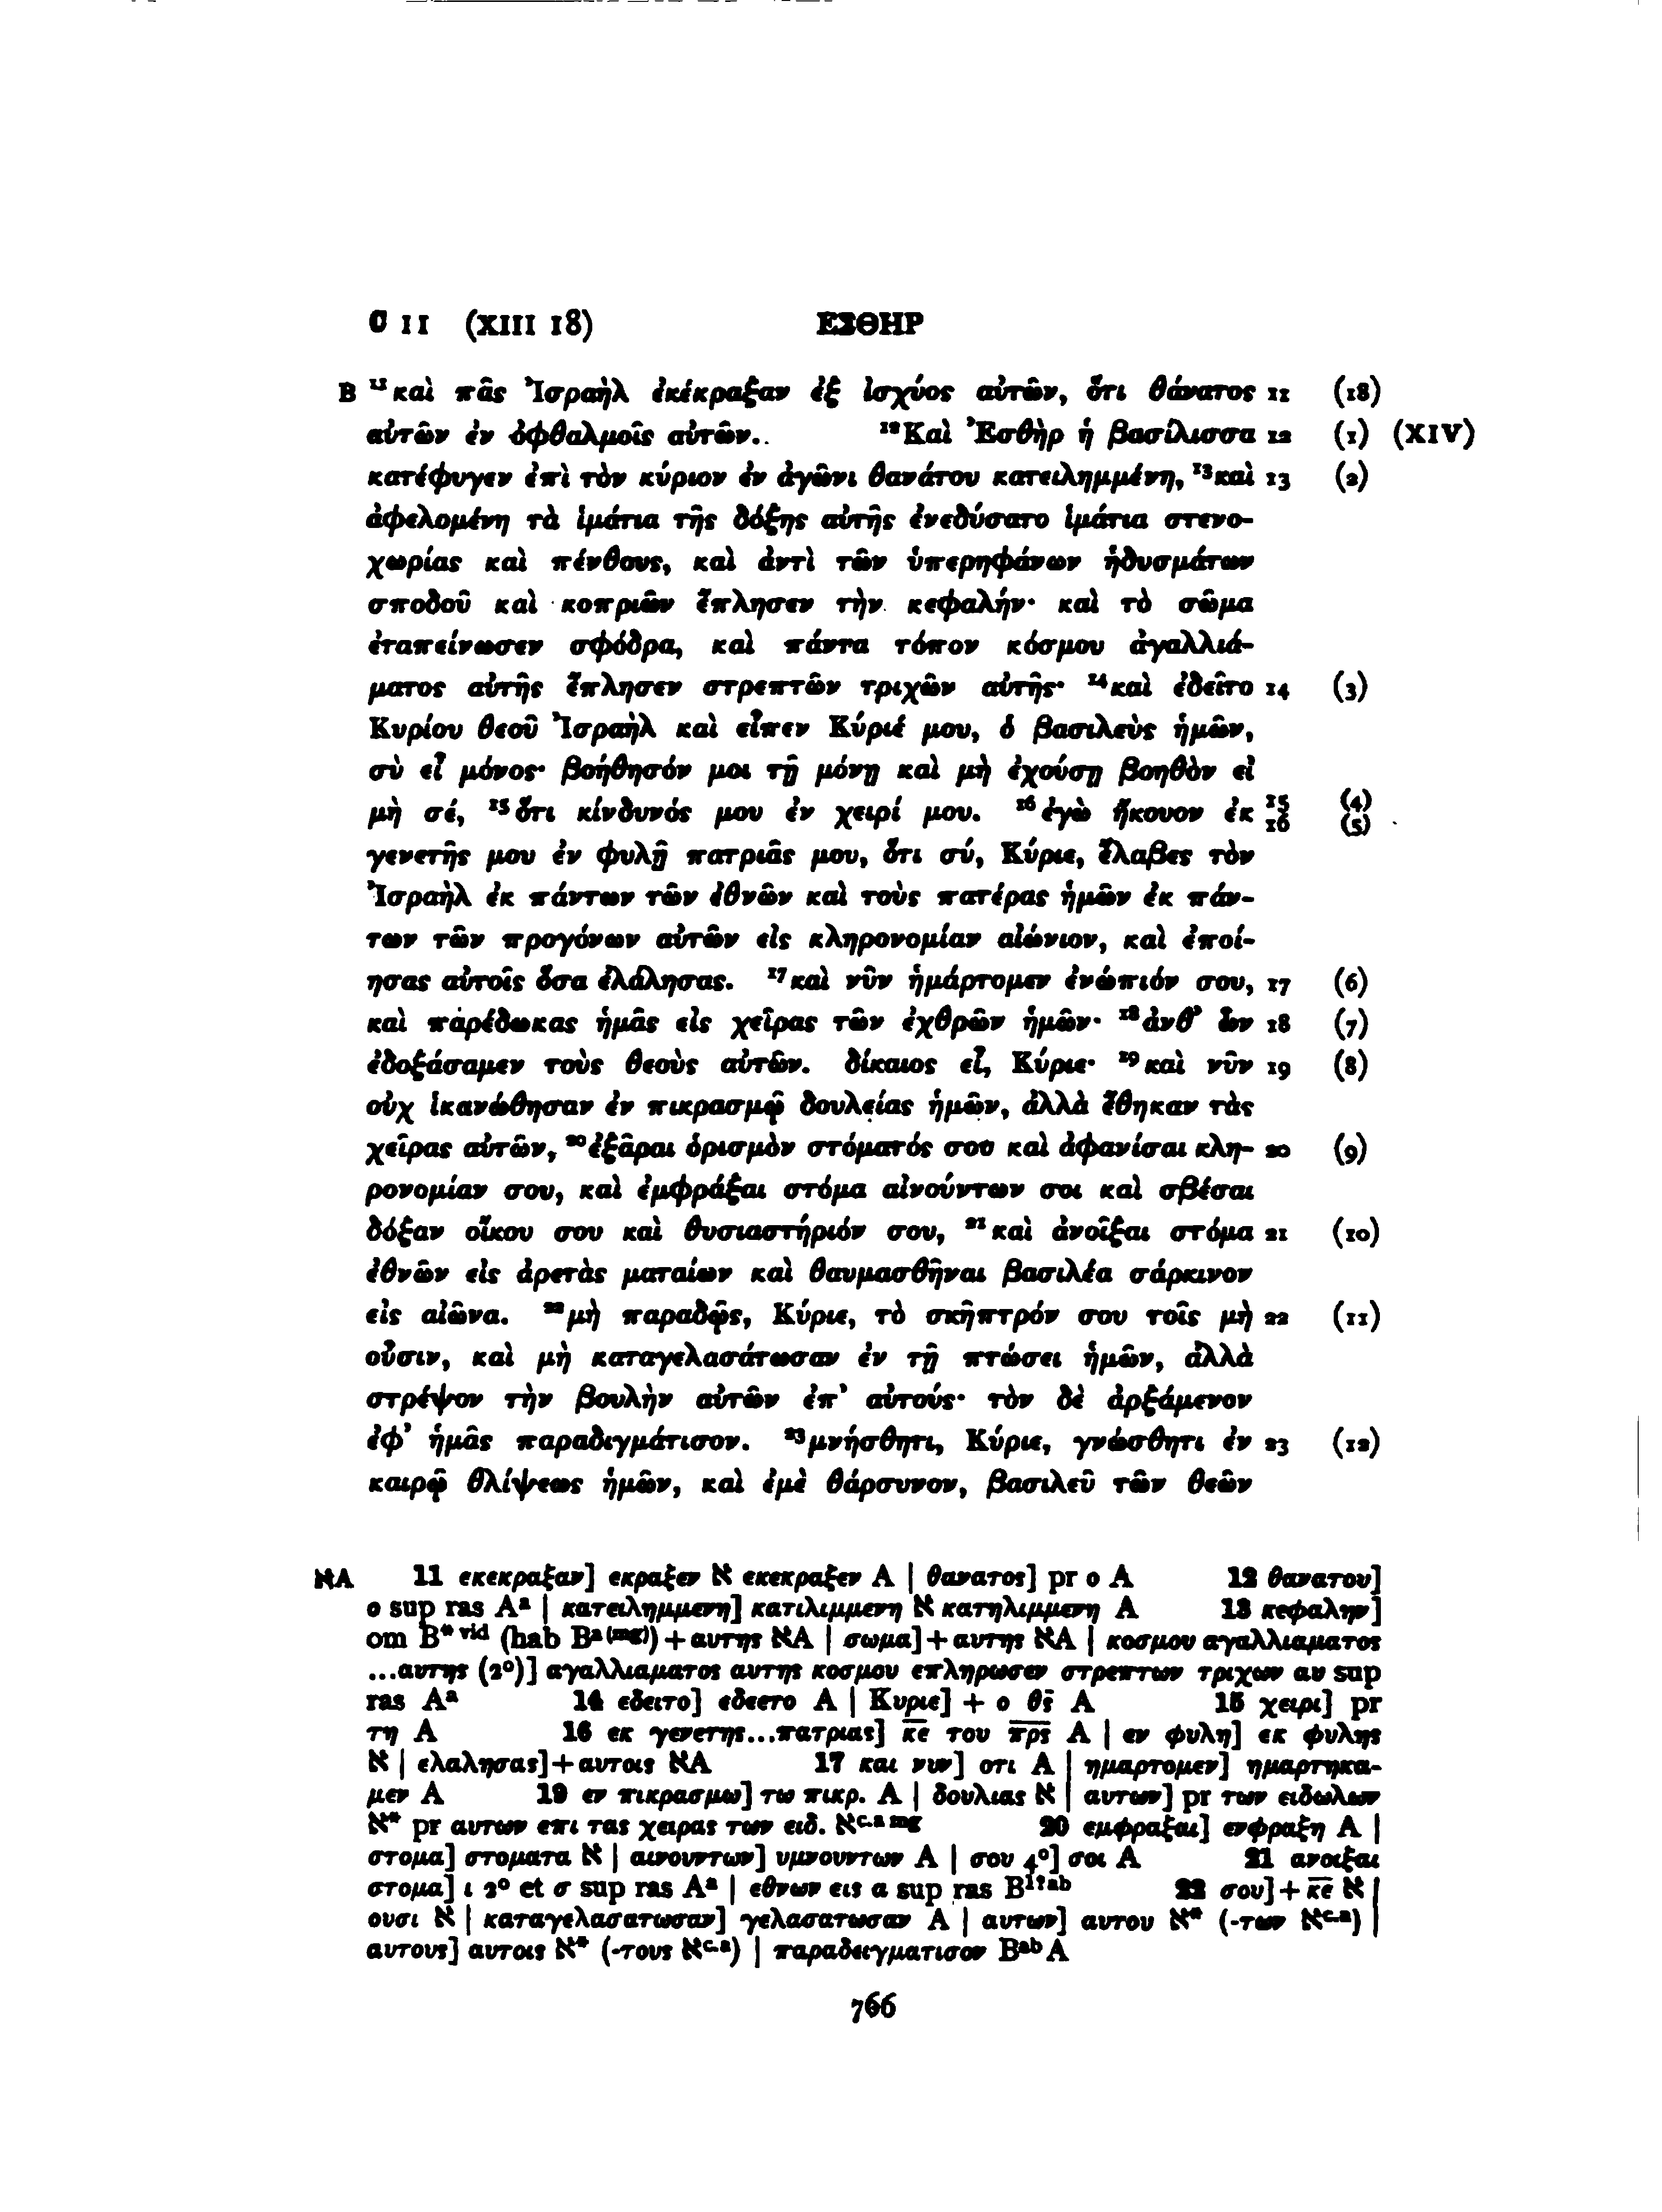 C 11 (XIII 18) ΕΣΘΗΡ
B ¹¹καὶ πᾶς Ἰσραὴλ ἐκέκραξαν ἐξ ἰσχύος αὐτῶν, ὅτι θάνατος 11 (18)
αὐτῶν ἐν ὀφθαλμοῖς αὐτῶν. ¹²Καὶ Ἐσθὴρ ἡ βασίλισσα 12 (1) (XIV)
κατέφυγεν ἐπὶ τὸν κύριον ἐν ἀγῶνι θανάτου κατειλημμένη, ¹³καὶ 13 (2)
ἀφελομένη τὰ ἱμάτια τῆς δόξης αὐτῆς ἐνεδύσατο ἱμάτια στενο-
χωρίας καὶ πένθους, καὶ ἀντὶ τῶν ὑπερηφάνων ἡδυσμάτων
σποδοῦ καὶ κοπριῶν ἔπλησεν τὴν κεφαλήν· καὶ τὸ σῶμα
ἐταπείνωσεν σφόδρα, καὶ πάντα τόπον κόσμου ἀγαλλιά-
ματος αὐτῆς ἔπλησεν στρεπτῶν τριχῶν αὐτῆς· ¹⁴καὶ ἐδεῖτο 14 (3)
Κυρίου θεοῦ Ἰσραὴλ καὶ εἶπεν Κύριέ μου, ὁ βασιλεὺς ἡμῶν,
σὺ εἶ μόνος· βοήθησόν μοι τῇ μόνῃ καὶ μὴ ἐχούσῃ βοηθὸν εἰ
μὴ σέ, ¹⁵ὅτι κίνδυνός μου ἐν χειρί μου. ¹⁶ἐγὼ ἤκουον ἐκ 15 16 (4) (5)
γενετῆς μου ἐν φυλῇ πατριᾶς μου, ὅτι σύ, Κύριε, ἔλαβες τὸν
Ἰσραὴλ ἐκ πάντων τῶν ἐθνῶν καὶ τοὺς πατέρας ἡμῶν ἐκ πάν-
των τῶν προγόνων αὐτῶν εἰς κληρονομίαν αἰώνιον, καὶ ἐποί-
ησας αὐτοῖς ὅσα ἐλάλησας. ¹⁷καὶ νῦν ἡμάρτομεν ἐνώπιόν σου, 17 (6)
καὶ παρέδωκας ἡμᾶς εἰς χεῖρας τῶν ἐχθρῶν ἡμῶν· ¹⁸ἀνθ’ ὧν 18 (7)
ἐδοξάσαμεν τοὺς θεοὺς αὐτῶν. δίκαιος εἶ, Κύριε· ¹⁹καὶ νῦν 19 (8)
οὐχ ἱκανώθησαν ἐν πικρασμῷ δουλείας ἡμῶν, ἀλλὰ ἔθηκαν τὰς
χεῖρας αὐτῶν, ²⁰ἐξᾶραι ὁρισμὸν στόματός σου καὶ ἀφανίσαι κλη- 20 (9)
ρονομίαν σου, καὶ ἐμφράξαι στόμα αἰνούντων σοι καὶ σβέσαι
δόξαν οἴκου σου καὶ θυσιαστήριόν σου, ²¹καὶ ἀνοῖξαι στόμα 21 (10)
ἐθνῶν εἰς ἀρετὰς ματαίων καὶ θαυμασθῆναι βασιλέα σάρκινον
εἰς αἰῶνα. ²²μὴ παραδῷς, Κύριε, τὸ σκῆπτρόν σου τοῖς μὴ 22 (11)
οὖσιν, καὶ μὴ καταγελασάτωσαν ἐν τῇ πτώσει ἡμῶν, ἀλλὰ
στρέψον τὴν βουλὴν αὐτῶν ἐπ’ αὐτούς· τὸν δὲ ἀρξάμενον
ἐφ’ ἡμᾶς παραδιγμάτισον. ²³μνήσθητι, Κύριε, γνώσθητι ἐν 23 (12)
καιρῷ θλίψεως ἡμῶν, καὶ ἐμὲ θάρσυνον, βασιλεῦ τῶν θεῶν
אA 11 εκεκραξαν] εκραξεν א εκεκραξεν A | θανατος] pr ο A 12 θανατου]
ο sup ras Aᵃ | κατειλημμενη] κατιλιμμενη א κατηλιμμενη A 13 κεφαλην]
om B* ᵛⁱᵈ (hab Bᵃ⁽ᵐᵍ⁾) + αυτης אA | σωμα] + αυτης אA | κοσμου αγαλλιαματος
...αυτης (2°)] αγαλλιαματος αυτης κοσμου επληρωσεν στρεπτων τριχων αυ sup
ras Aᵃ 14 εδειτο] εδεετο A | Κυριε] + ο θ̅ς̅ A 15 χειρι] pr
τη A 16 εκ γενετης...πατριας] κ̅ε̅ του π̅ρ̅ς̅ A | εν φυλη] εκ φυλης
א | ελαλησας] + αυτοις אA 17 και νυν] οτι A | ημαρτομεν] ημαρτηκα-
μεν A 19 εν πικρασμω] τω πικρ. A | δουλιας א | αυτων] pr των ειδωλων
א* pr αυτων επι τας χειρας των ειδ. אᶜ·ᵃ ᵐᵍ 20 εμφραξαι] ενφραξη A |
στομα] στοματα א | αινουντων] υμνουντων A | σου 4°] σοι A 21 ανοιξαι
στομα] ι 2° et σ sup ras Aᵃ | εθνων εις α sup ras B¹ˀᵃᵇ 22 σου] + κ̅ε̅ א |
ουσι א | καταγελασατωσαν] γελασατωσαν A | αυτων] αυτου א* (-των אᶜ·ᵃ) |
αυτους] αυτοις א* (-τους אᶜ·ᵃ) | παραδειγματισον Bᵃᵇ A
766